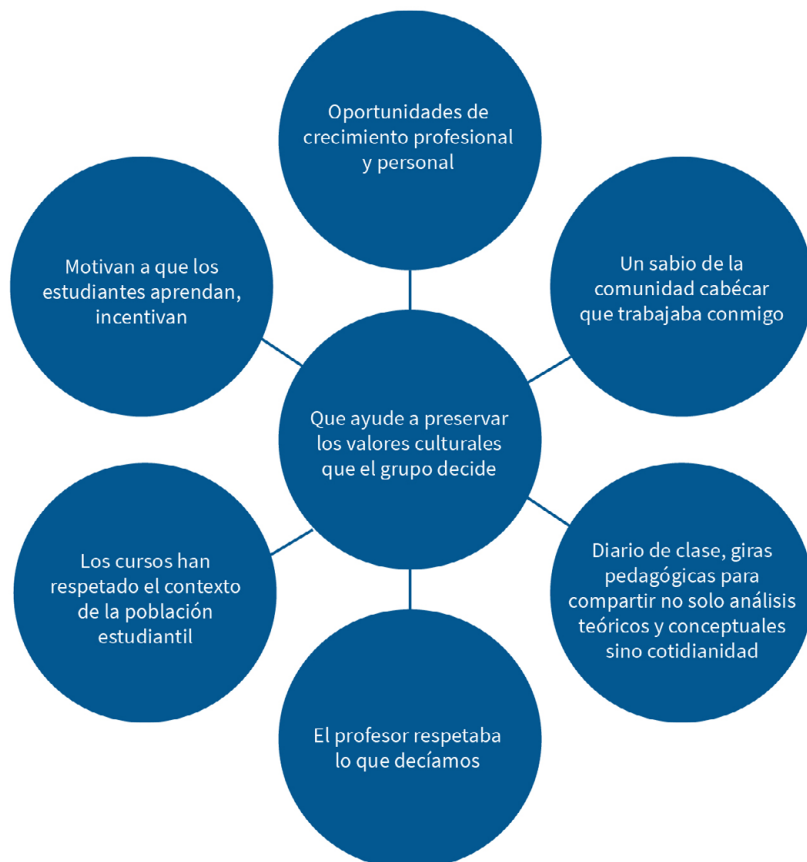 Oportunidades de
crecimiento profesional
y personal
Motivan a que los
estudiantes aprendan,
incentivan
Un sabio de la
comunidad cabécar
que trabajaba conmigo
Que ayude a preservar
los valores culturales
que el grupo decide
Los cursos han
respetado el contexto
de la población
estudiantil
Diario de clase, giras
pedagógicas para
compartir no solo análisis
teóricos y conceptuales
sino cotidianidad
El profesor respetaba
lo que decíamos